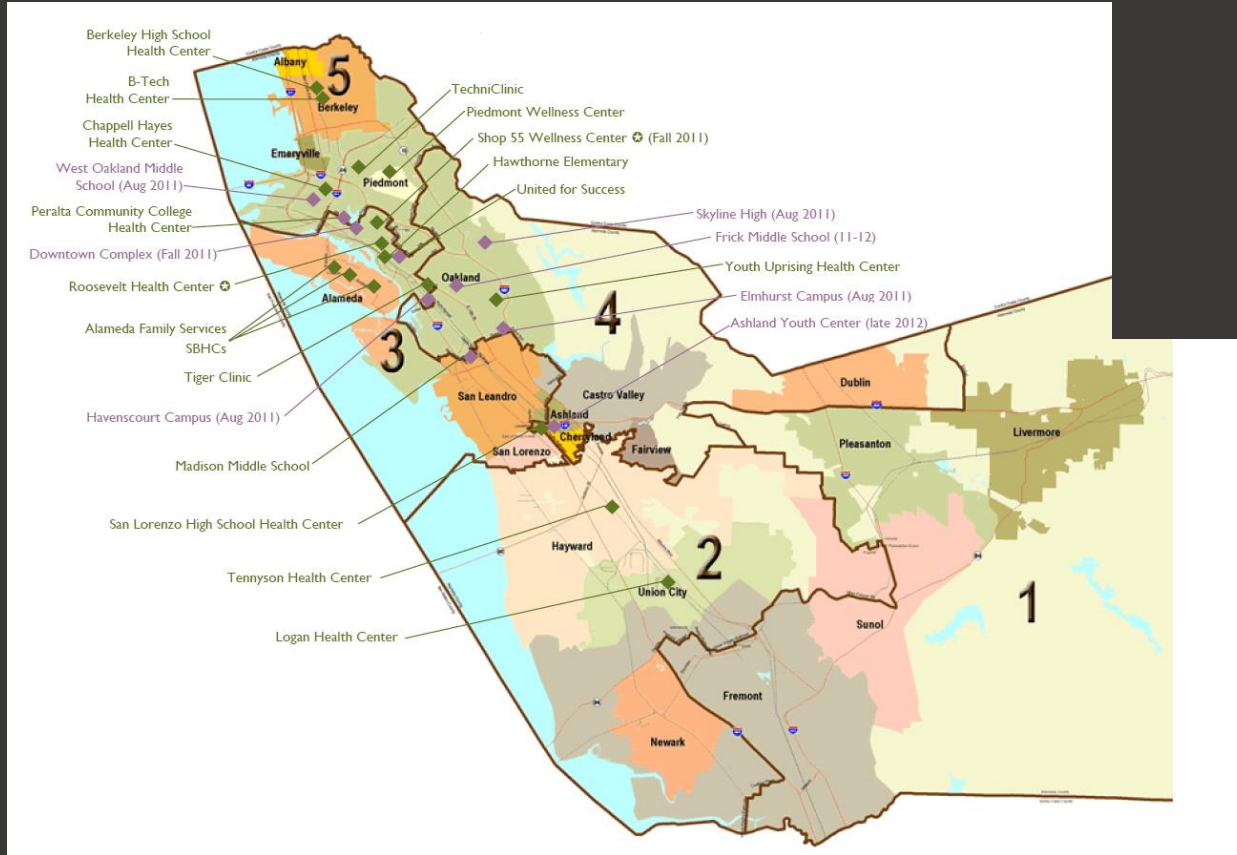 Berkeley High School
Health Center
B-Tech
Health Center
Chappell Hayes
Health Center
West Oakland Middle
School (Aug 2011)
Peralta Community College
Health Center
Downtown Complex (Fall 2011)
Roosevelt Health Center ✪
Alameda Family Services
SBHCs
Tiger Clinic
Havenscourt Campus (Aug 2011)
Madison Middle School
San Lorenzo High School Health Center
Tennyson Health Center
Logan Health Center
TechniClinic
Piedmont Wellness Center
Shop 55 Wellness Center ✪ (Fall 2011)
Hawthorne Elementary
United for Success
Skyline High (Aug 2011)
Frick Middle School (11-12)
Youth Uprising Health Center
Elmhurst Campus (Aug 2011)
Ashland Youth Center (late 2012)
Albany
5
Berkeley
Emeryville
Piedmont
Oakland
Alameda
4
3
San Leandro
Castro Valley
Ashland
Cherryland
San Lorenzo
Fairview
Dublin
Pleasanton
Livermore
Hayward
2
Union City
1
Sunol
Fremont
Newark